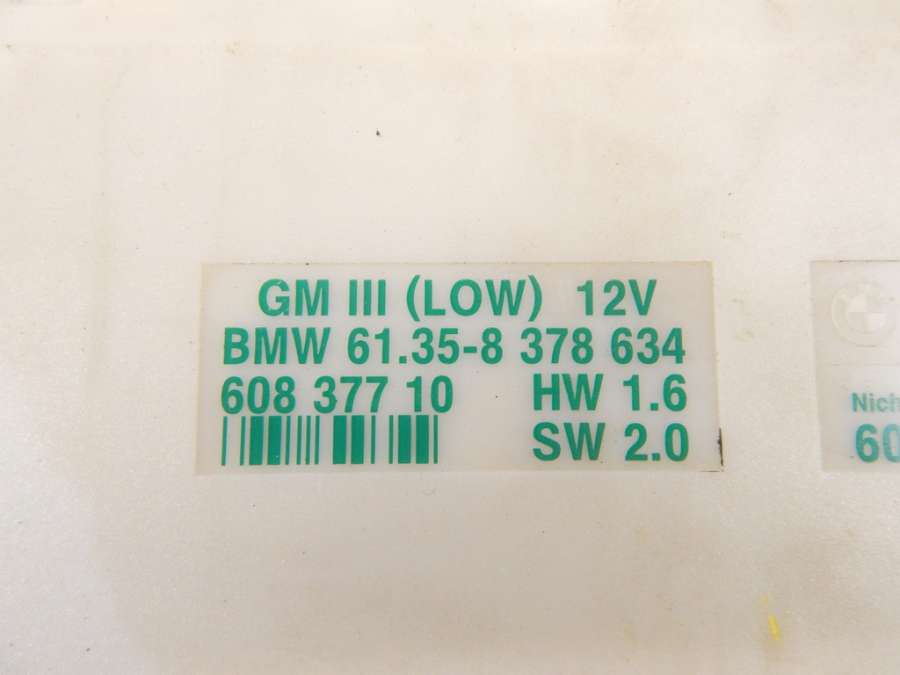 GM III (LOW) 12V
BMW 61.35-8 378 634
608 377 10 HW 1.6
SW 2.0
Nich
60